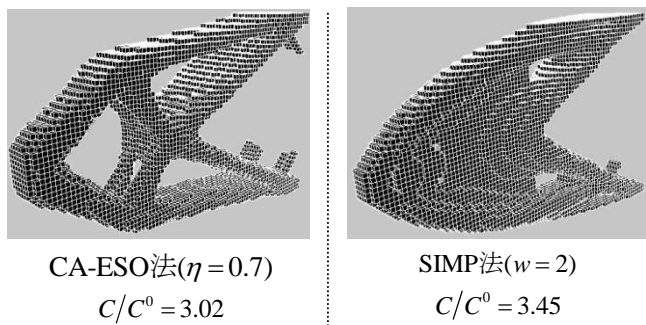 CA-ESO法(η = 0.7)
C/C⁰ = 3.02
SIMP法(w = 2)
C/C⁰ = 3.45